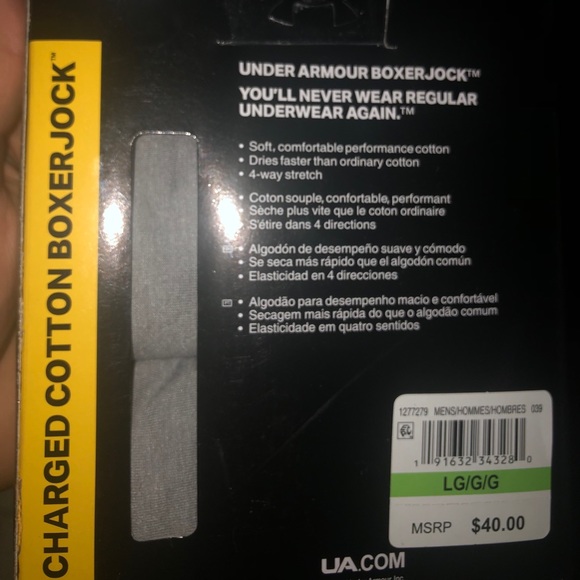 CHARGED COTTON BOXERJOCK™
UNDER ARMOUR BOXERJOCK™
YOU'LL NEVER WEAR REGULAR
UNDERWEAR AGAIN.™
• Soft, comfortable performance cotton
• Dries faster than ordinary cotton
• 4-way stretch
• Coton souple, confortable, performant
• Sèche plus vite que le coton ordinaire
• S'étire dans 4 directions
• Algodón de desempeño suave y cómodo
• Se seca más rápido que el algodón común
• Elasticidad en 4 direcciones
• Algodão para desempenho macio e confortável
• Secagem mais rápida do que o algodão comum
• Elasticidade em quatro sentidos
1277279 MENS/HOMMES/HOMBRES 039
1 91632 34328 0
LG/G/G
MSRP $40.00
UA.COM